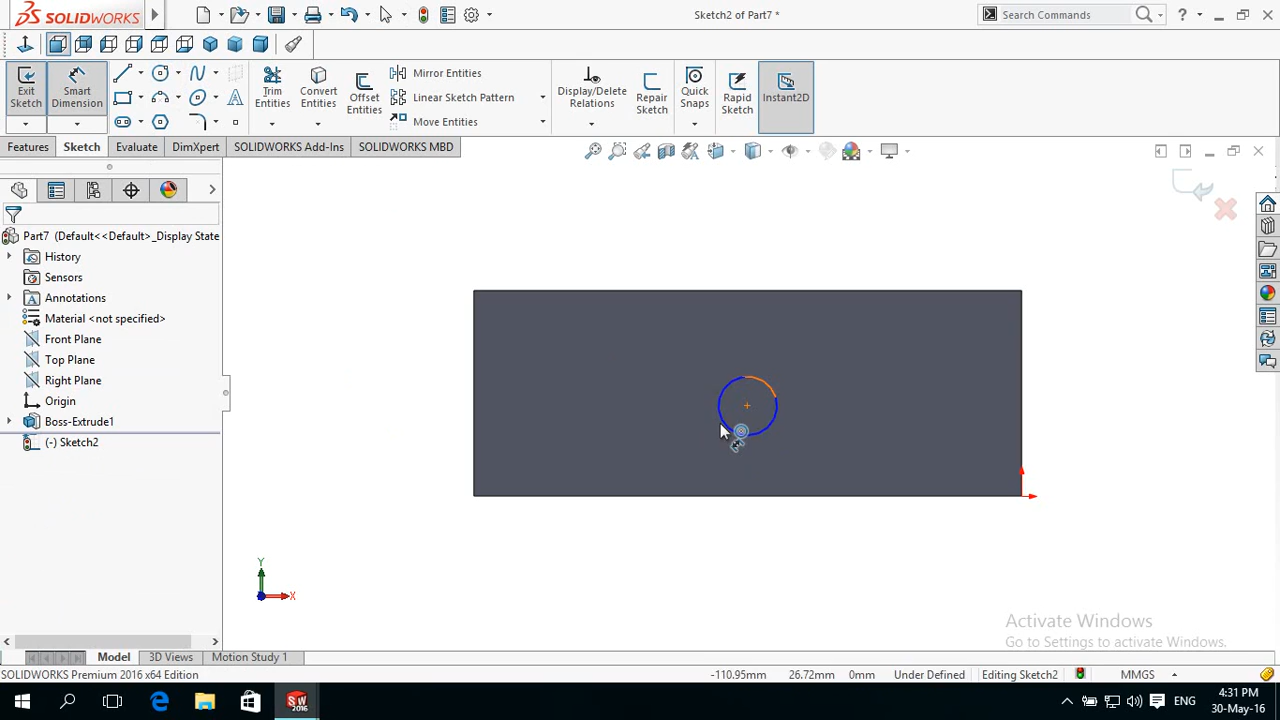 SOLIDWORKS
Sketch2 of Part7 *
Search Commands
Exit Sketch
Smart Dimension
Trim Entities
Convert Entities
Offset Entities
Mirror Entities
Linear Sketch Pattern
Move Entities
Display/Delete Relations
Repair Sketch
Quick Snaps
Rapid Sketch
Instant2D
Features
Sketch
Evaluate
DimXpert
SOLIDWORKS Add-Ins
SOLIDWORKS MBD
Part7 (Default<<Default>_Display State
History
Sensors
Annotations
Material <not specified>
Front Plane
Top Plane
Right Plane
Origin
Boss-Extrude1
(-) Sketch2
Y
X
Activate Windows
Go to Settings to activate Windows.
Model
3D Views
Motion Study 1
SOLIDWORKS Premium 2016 x64 Edition
-110.95mm
26.72mm
0mm
Under Defined
Editing Sketch2
MMGS
SW
2016
ENG
4:31 PM
30-May-16